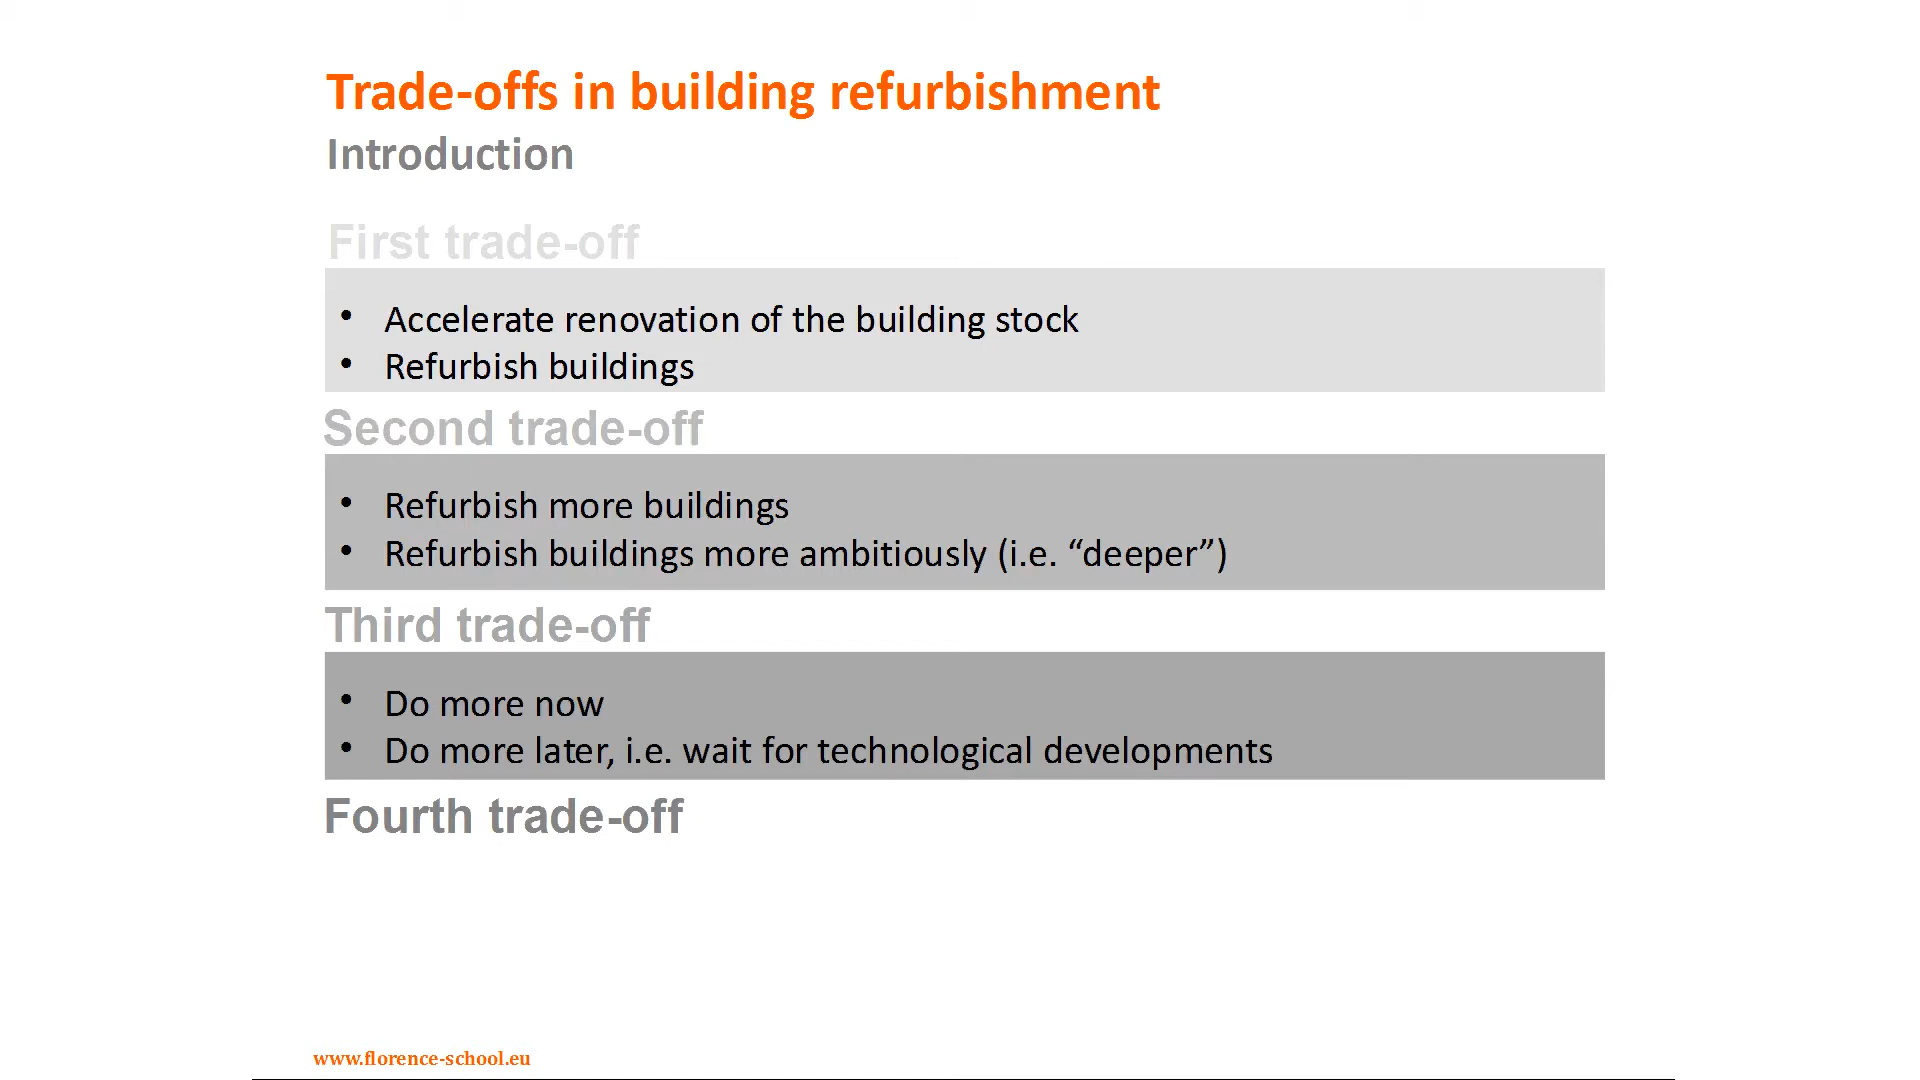 Trade-offs in building refurbishment
Introduction
First trade-off
• Accelerate renovation of the building stock
• Refurbish buildings
Second trade-off
• Refurbish more buildings
• Refurbish buildings more ambitiously (i.e. “deeper”)
Third trade-off
• Do more now
• Do more later, i.e. wait for technological developments
Fourth trade-off
www.florence-school.eu